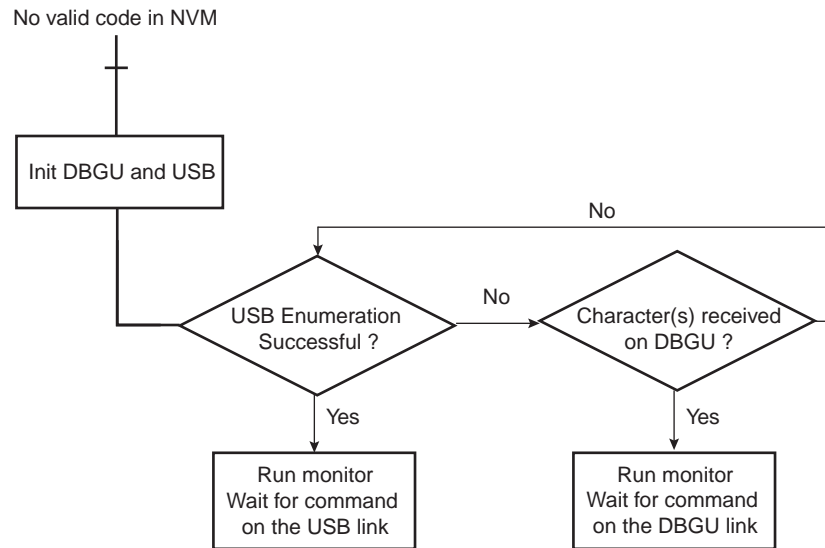 No valid code in NVM
Init DBGU and USB
No
USB Enumeration
Successful ?
No
Character(s) received
on DBGU ?
Yes
Yes
Run monitor
Wait for command
on the USB link
Run monitor
Wait for command
on the DBGU link